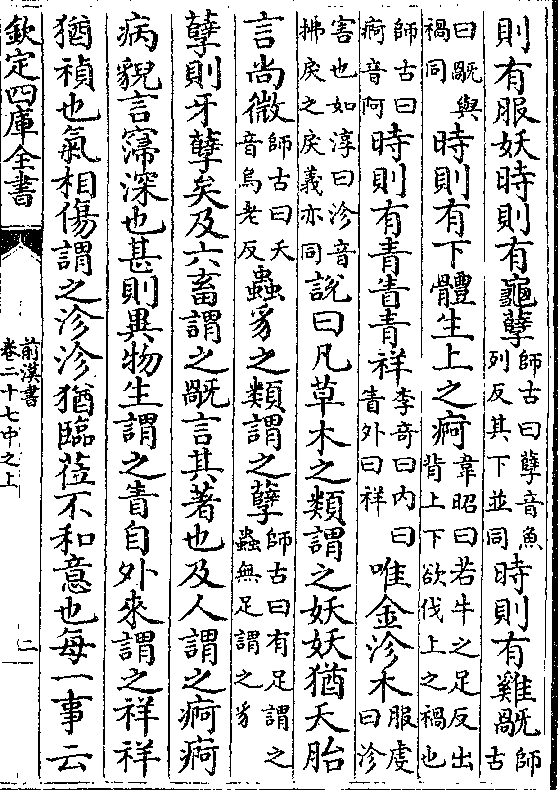 則有服妖時則有龜孽師古曰孽音魚列反其下並同時則有雞旤師古
曰旤與禍同時則有下體生上之痾韋昭曰若牛之足反出背上下欲伐上之禍也
師古曰痾音阿時則有青眚青祥李奇曰內曰眚外曰祥唯金沴木服虔曰沴
害也如淳曰沴音拂戾之戾義亦同說曰凡草木之類謂之妖妖猶夭胎
言尚微師古曰夭音烏老反蟲豸之類謂之孽師古曰有足謂之蟲無足謂之豸
孽則牙孽矣及六畜謂之旤言其著也及人謂之痾痾
病貌言寖深也甚則異物生謂之眚自外來謂之祥祥
猶禎也氣相傷謂之沴沴猶臨莅不和意也每一事云
欽定四庫全書
前漢書
卷二十七中之上
二